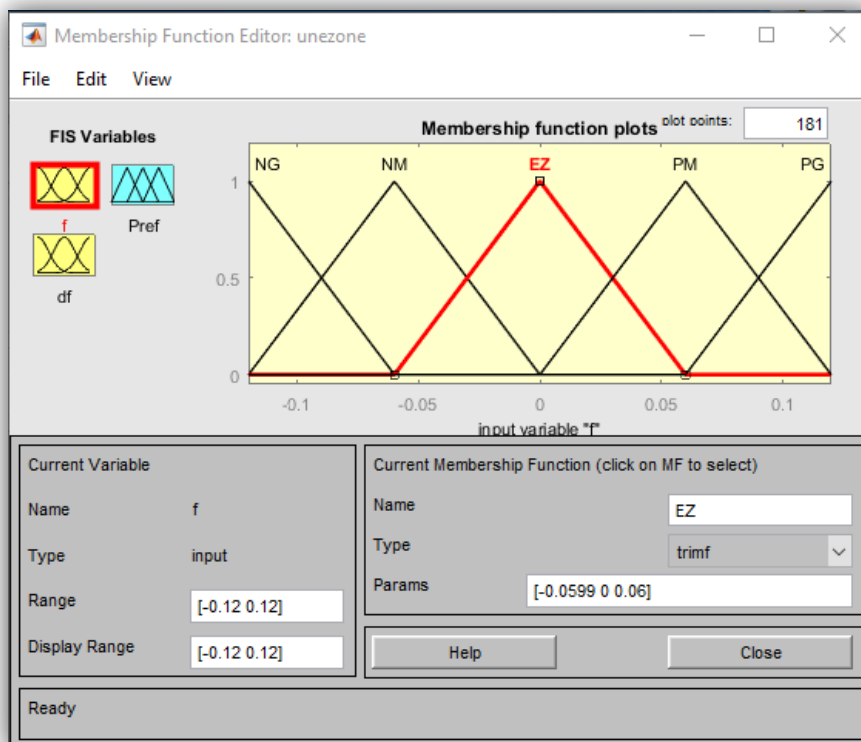 Membership Function Editor: unezone
File Edit View
FIS Variables
f
Pref
df
Membership function plots
plot points:
181
NG NM EZ PM PG
1
0.5
0
-0.1 -0.05 0 0.05 0.1
input variable "f"
Current Variable
Name f
Type input
Range [-0.12 0.12]
Display Range [-0.12 0.12]
Current Membership Function (click on MF to select)
Name EZ
Type trimf
Params [-0.0599 0 0.06]
Help Close
Ready